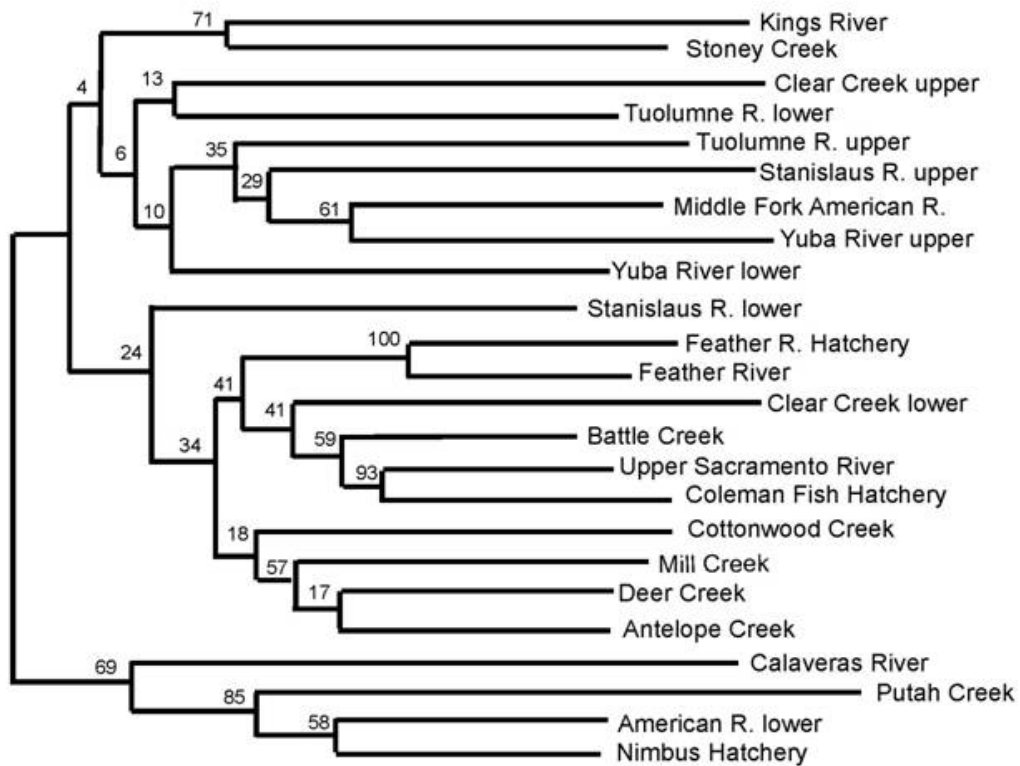 71
Kings River
Stoney Creek
4
13
Clear Creek upper
Tuolumne R. lower
6
35
Tuolumne R. upper
29
Stanislaus R. upper
10
61
Middle Fork American R.
Yuba River upper
Yuba River lower
Stanislaus R. lower
24
100
Feather R. Hatchery
Feather River
41
41
Clear Creek lower
34
59
Battle Creek
93
Upper Sacramento River
Coleman Fish Hatchery
18
Cottonwood Creek
57
Mill Creek
17
Deer Creek
Antelope Creek
69
Calaveras River
85
Putah Creek
58
American R. lower
Nimbus Hatchery